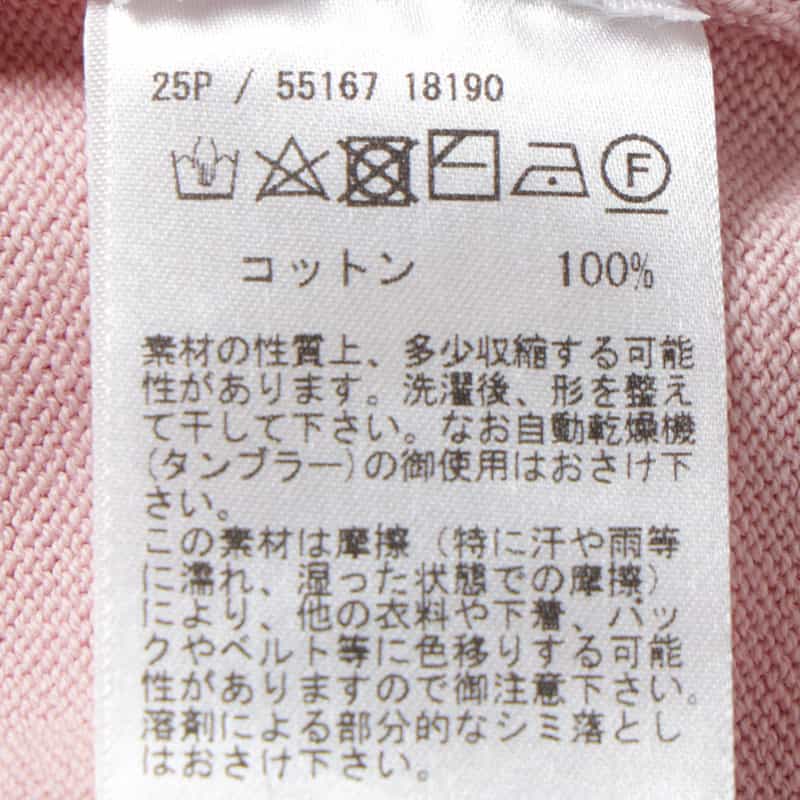 25P / 55167 18190
F
コットン 100%
素材の性質上、多少収縮する可能
性があります。洗濯後、形を整え
て干して下さい。なお自動乾燥機
(タンブラー)の御使用はおさけ下
さい。
この素材は摩擦（特に汗や雨等
に濡れ、湿った状態での摩擦）
により、他の衣料や下着、バッ
クやベルト等に色移りする可能
性がありますので御注意下さい。
溶剤による部分的なシミ落とし
はおさけ下さい。